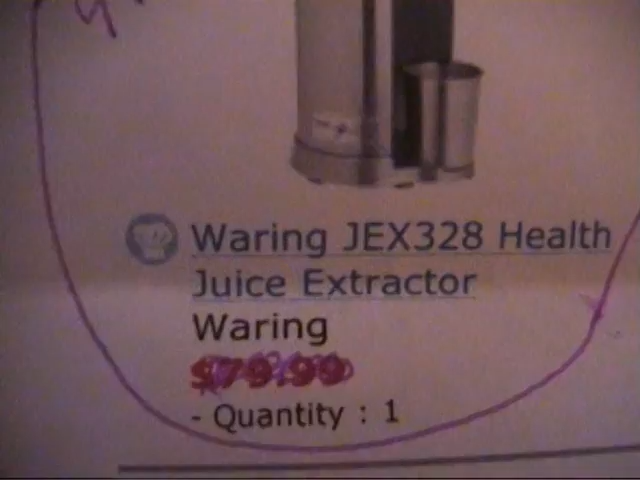 Waring JEX328 Health
Juice Extractor
Waring
$79.99
- Quantity : 1